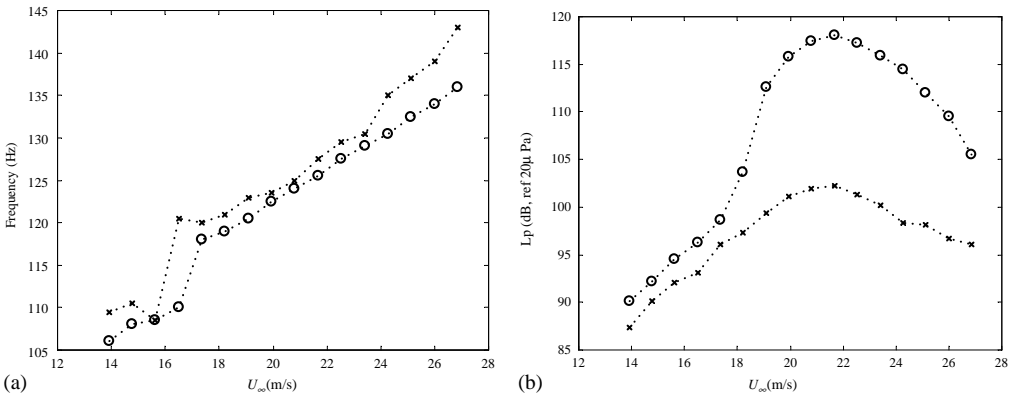 145
140
135
130
125
120
115
110
105
Frequency (Hz)
12 14 16 18 20 22 24 26 28
U∞(m/s)
(a)
120
115
110
105
100
95
90
85
Lp (dB, ref 20μ Pa)
12 14 16 18 20 22 24 26 28
U∞(m/s)
(b)